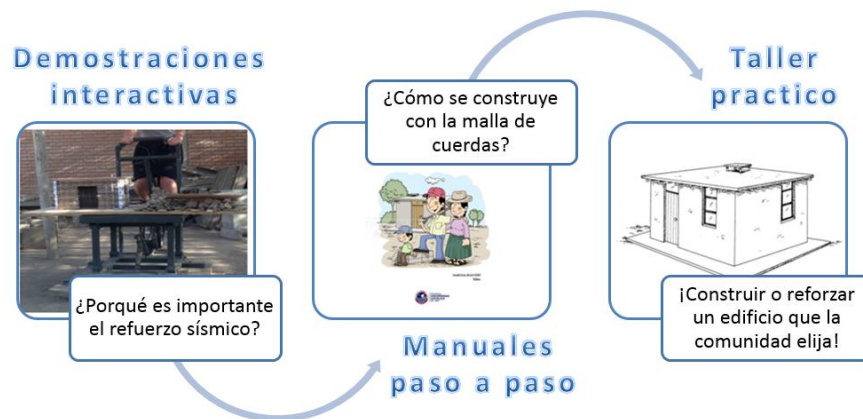 Demostraciones
interactivas
¿Porqué es importante
el refuerzo sísmico?
¿Cómo se construye
con la malla de
cuerdas?
Manuales
paso a paso
Taller
practico
¡Construir o reforzar
un edificio que la
comunidad elija!